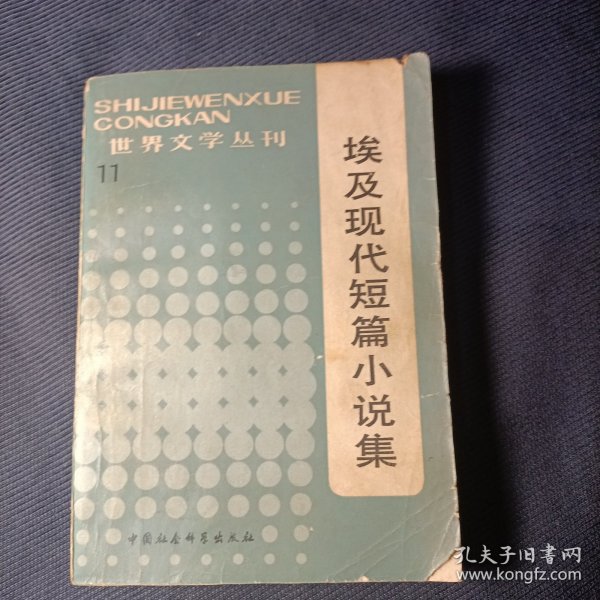 SHIJIEWENXUE
CONGKAN
世界文学丛刊
11
埃及现代短篇小说集
中国社会科学出版社
孔夫子旧书网
www.kongfz.com